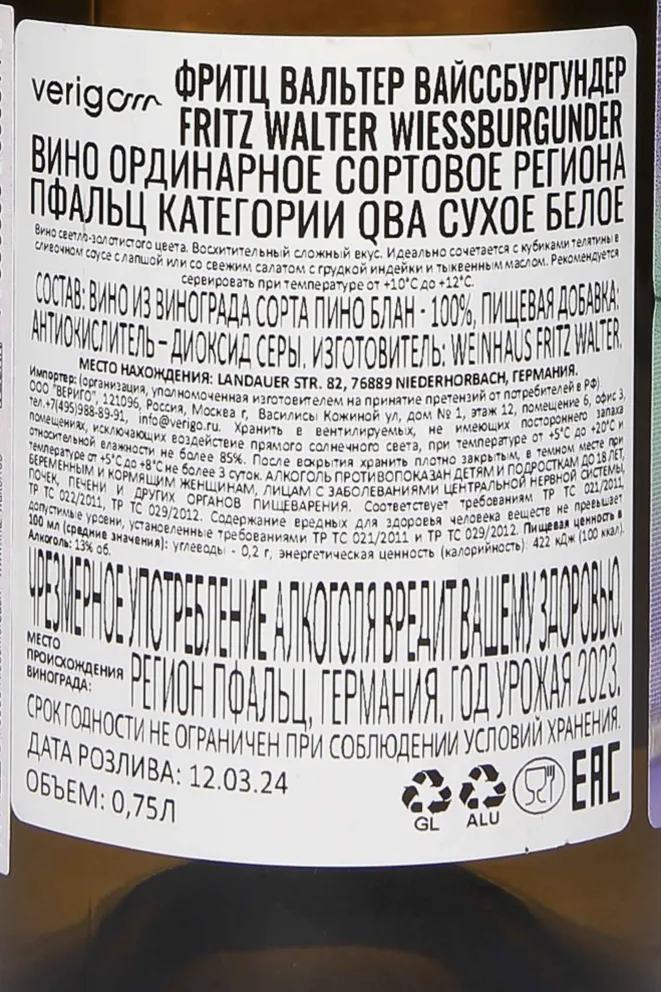 verigo
ФРИТЦ ВАЛЬТЕР ВАЙССБУРГУНДЕР
FRITZ WALTER WIESSBURGUNDER
ВИНО ОРДИНАРНОЕ СОРТОВОЕ РЕГИОНА
ПФАЛЬЦ КАТЕГОРИИ QBA СУХОЕ БЕЛОЕ
Вино светло-золотистого цвета. Восхитительный сложный вкус. Идеально сочетается с кубиками телятины в
сливочном соусе с лапшой или со свежим салатом с грудкой индейки и тыквенным маслом. Рекомендуется
сервировать при температуре от +10°C до +12°C.
СОСТАВ: ВИНО ИЗ ВИНОГРАДА СОРТА ПИНО БЛАН - 100%, ПИЩЕВАЯ ДОБАВКА:
АНТИОКИСЛИТЕЛЬ – ДИОКСИД СЕРЫ. ИЗГОТОВИТЕЛЬ: WEINHAUS FRITZ WALTER.
МЕСТО НАХОЖДЕНИЯ: LANDAUER STR. 82, 76889 NIEDERHORBACH, ГЕРМАНИЯ.
Импортер: (организация, уполномоченная изготовителем на принятие претензий от потребителей в РФ)
ООО "ВЕРИГО", 121096, Россия, Москва г, Василисы Кожиной ул, дом № 1, этаж 12, помещение 6, офис 3,
тел.+7(495)988-89-91, info@verigo.ru. Хранить в вентилируемых, не имеющих постороннего запаха
помещениях, исключающих воздействие прямого солнечного света, при температуре от +5°C до +20°C и
относительной влажности не более 85%. После вскрытия хранить плотно закрытым, в темном месте при
температуре от +5°C до +8°C не более 3 суток. АЛКОГОЛЬ ПРОТИВОПОКАЗАН ДЕТЯМ И ПОДРОСТКАМ ДО 18 ЛЕТ,
БЕРЕМЕННЫМ И КОРМЯЩИМ ЖЕНЩИНАМ, ЛИЦАМ С ЗАБОЛЕВАНИЯМИ ЦЕНТРАЛЬНОЙ НЕРВНОЙ СИСТЕМЫ,
ПОЧЕК, ПЕЧЕНИ И ДРУГИХ ОРГАНОВ ПИЩЕВАРЕНИЯ. Соответствует требованиям ТР ТС 021/2011,
ТР ТС 022/2011, ТР ТС 029/2012. Содержание вредных для здоровья человека веществ не превышает
допустимые уровни, установленные требованиями ТР ТС 021/2011 и ТР ТС 029/2012. Пищевая ценность в
100 мл (средние значения): углеводы - 0,2 г, энергетическая ценность (калорийность): 422 кДж (100 ккал).
Алкоголь: 13% об.
ЧРЕЗМЕРНОЕ УПОТРЕБЛЕНИЕ АЛКОГОЛЯ ВРЕДИТ ВАШЕМУ ЗДОРОВЬЮ.
МЕСТО
ПРОИСХОЖДЕНИЯ
ВИНОГРАДА:
РЕГИОН ПФАЛЬЦ, ГЕРМАНИЯ. ГОД УРОЖАЯ 2023.
СРОК ГОДНОСТИ НЕ ОГРАНИЧЕН ПРИ СОБЛЮДЕНИИ УСЛОВИЙ ХРАНЕНИЯ.
ДАТА РОЗЛИВА: 12.03.24
ОБЪЕМ: 0,75Л
GL
ALU
EAC